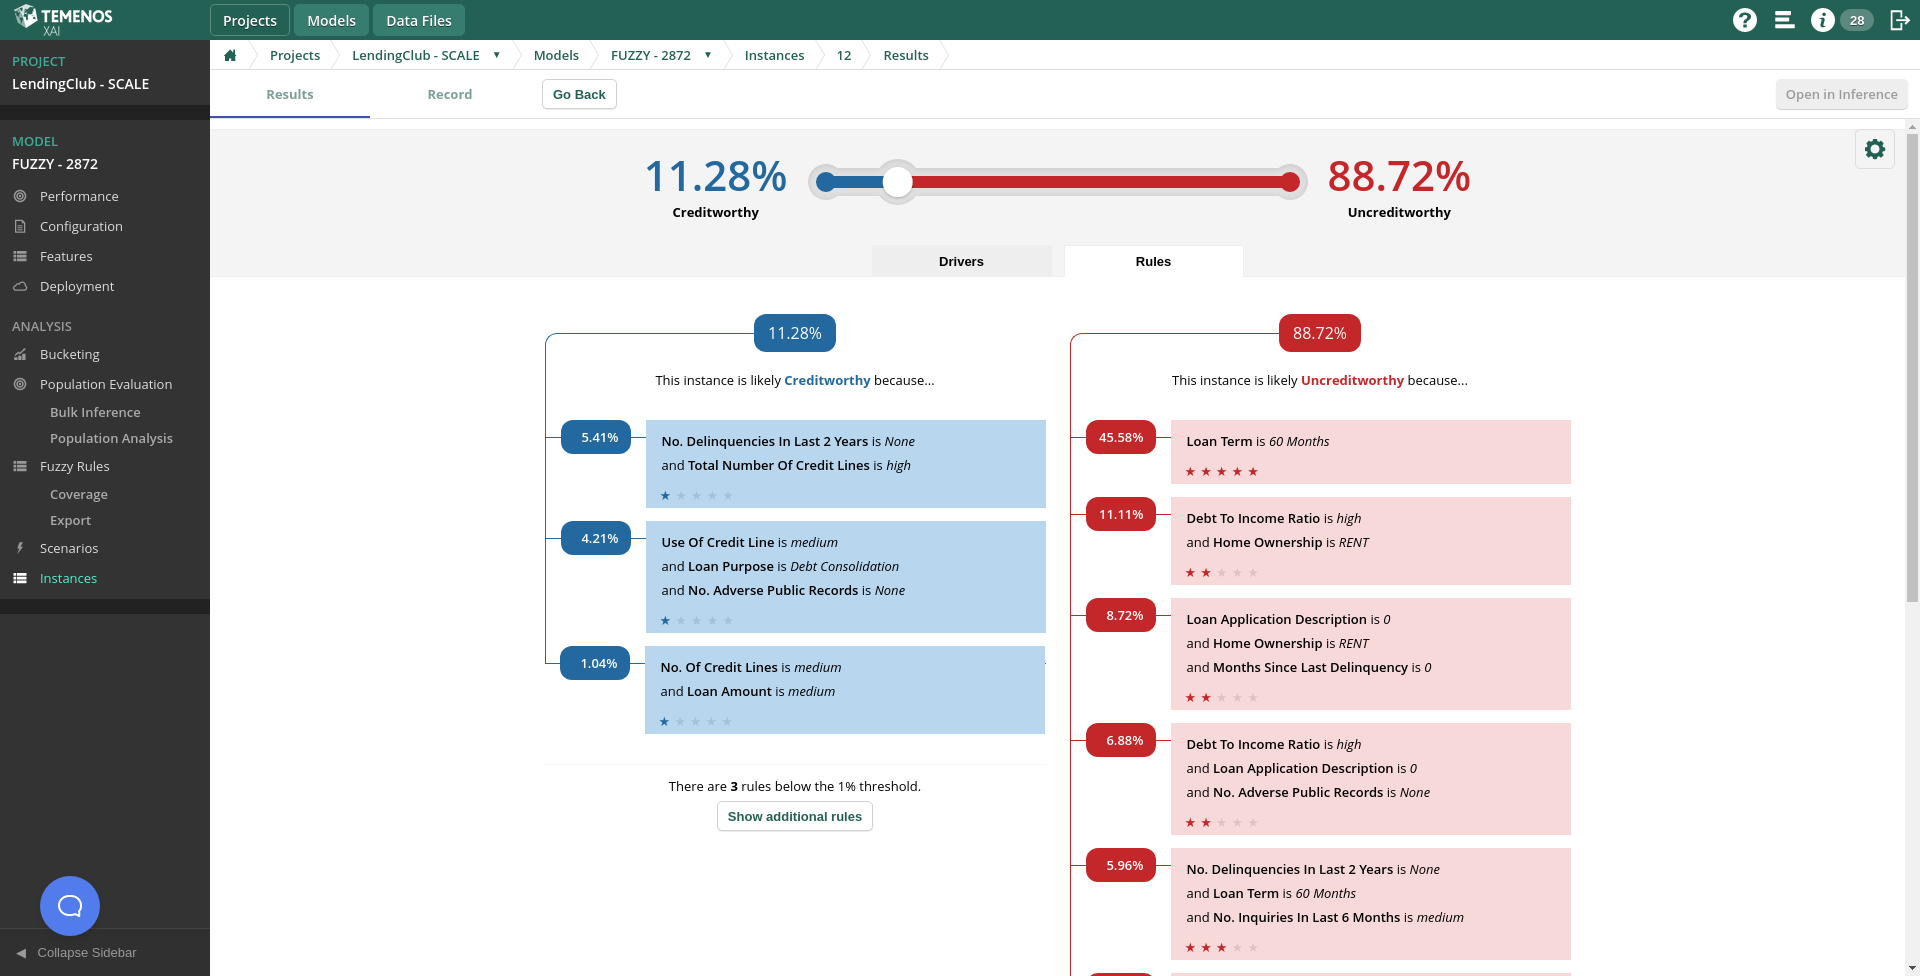 TEMENOS
XAI
Projects
Models
Data Files
28
PROJECT
LendingClub - SCALE
MODEL
FUZZY - 2872
Performance
Configuration
Features
Deployment
ANALYSIS
Bucketing
Population Evaluation
Bulk Inference
Population Analysis
Fuzzy Rules
Coverage
Export
Scenarios
Instances
Collapse Sidebar
Projects
LendingClub - SCALE
Models
FUZZY - 2872
Instances
12
Results
Results
Record
Go Back
Open in Inference
11.28%
Creditworthy
88.72%
Uncreditworthy
Drivers
Rules
11.28%
This instance is likely Creditworthy because...
5.41%
No. Delinquencies In Last 2 Years is None
and Total Number Of Credit Lines is high
4.21%
Use Of Credit Line is medium
and Loan Purpose is Debt Consolidation
and No. Adverse Public Records is None
1.04%
No. Of Credit Lines is medium
and Loan Amount is medium
There are 3 rules below the 1% threshold.
Show additional rules
88.72%
This instance is likely Uncreditworthy because...
45.58%
Loan Term is 60 Months
11.11%
Debt To Income Ratio is high
and Home Ownership is RENT
8.72%
Loan Application Description is 0
and Home Ownership is RENT
and Months Since Last Delinquency is 0
6.88%
Debt To Income Ratio is high
and Loan Application Description is 0
and No. Adverse Public Records is None
5.96%
No. Delinquencies In Last 2 Years is None
and Loan Term is 60 Months
and No. Inquiries In Last 6 Months is medium